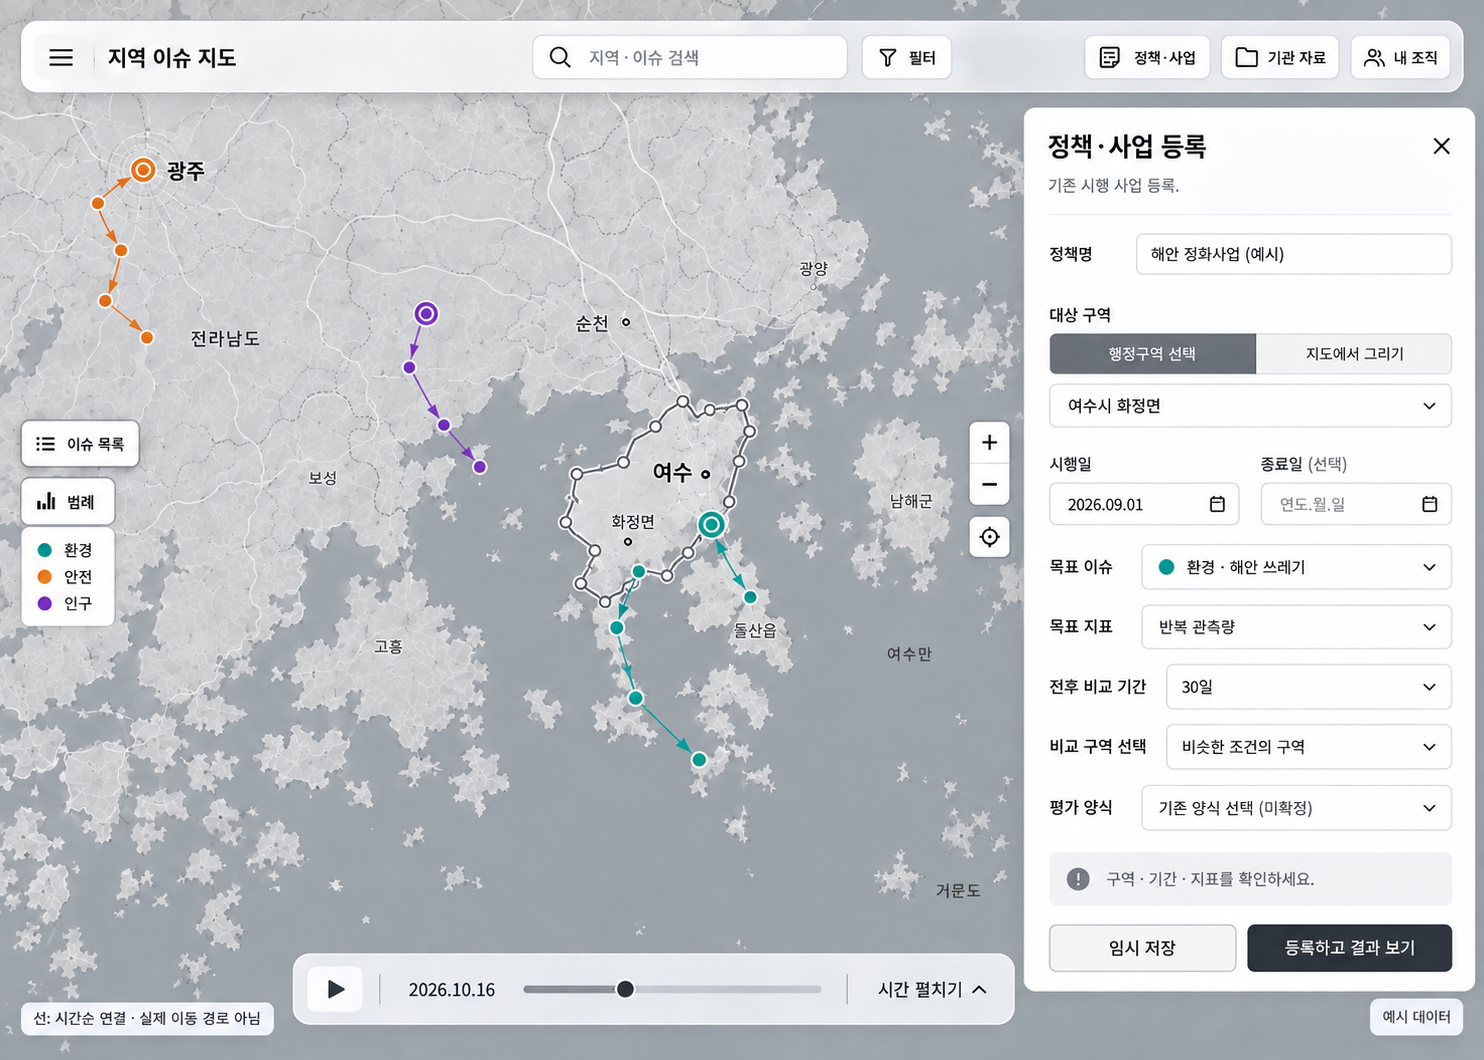 지역 이슈 지도
지역 · 이슈 검색
필터
정책·사업
기관 자료
내 조직
광주
전라남도
순천
광양
보성
여수
화정면
남해군
고흥
돌산읍
여수만
거문도
이슈 목록
범례
환경
안전
인구
정책·사업 등록
기존 시행 사업 등록.
정책명
해안 정화사업 (예시)
대상 구역
행정구역 선택
지도에서 그리기
여수시 화정면
시행일
종료일 (선택)
2026.09.01
연도.월.일
목표 이슈
환경 · 해안 쓰레기
목표 지표
반복 관측량
전후 비교 기간
30일
비교 구역 선택
비슷한 조건의 구역
평가 양식
기존 양식 선택 (미확정)
구역 · 기간 · 지표를 확인하세요.
임시 저장
등록하고 결과 보기
2026.10.16
시간 펼치기
선: 시간순 연결 · 실제 이동 경로 아님
예시 데이터